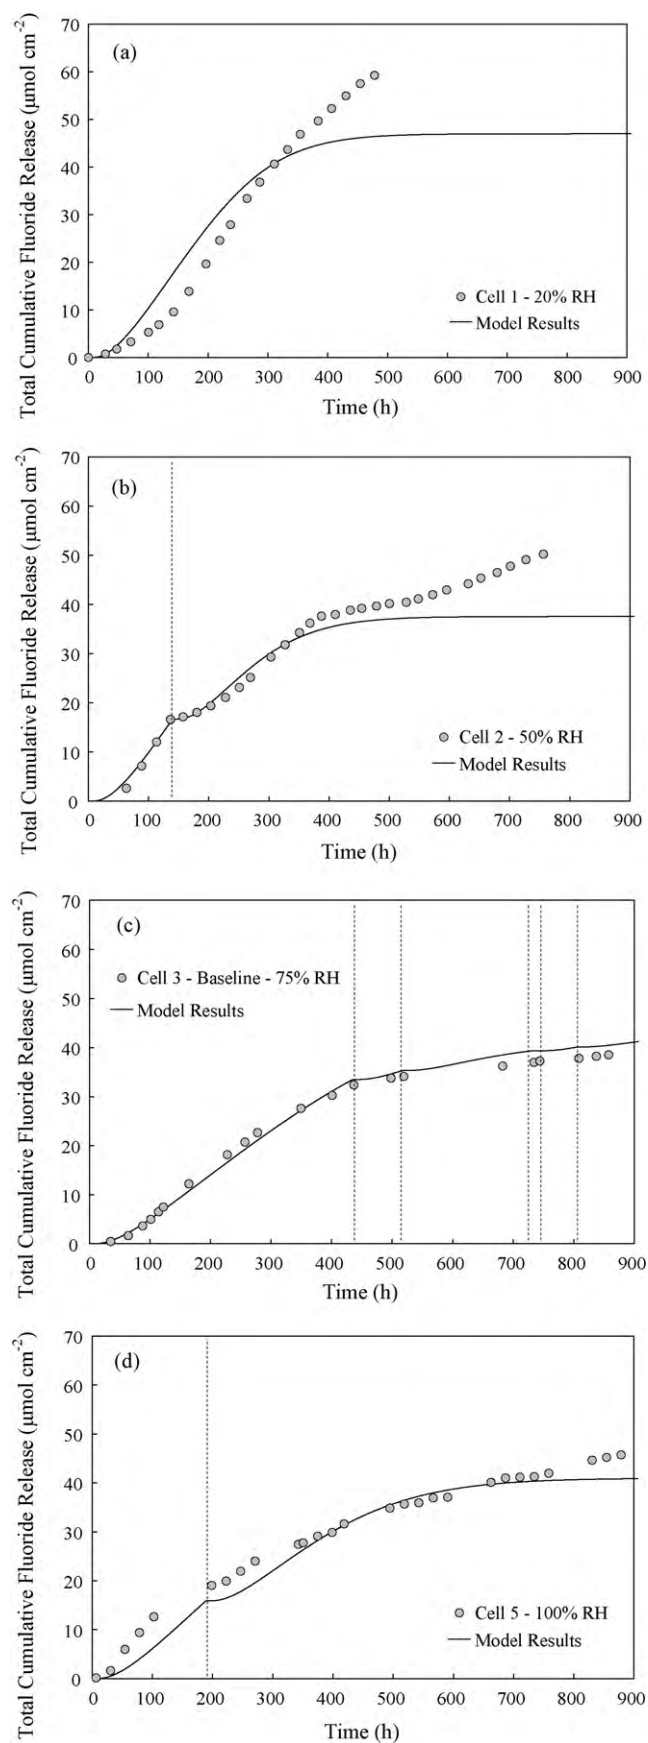 Total Cumulative Fluoride Release (µmol cm⁻²)
70
60
50
40
30
20
10
0
(a)
Cell 1 - 20% RH
Model Results
0 100 200 300 400 500 600 700 800 900
Time (h)
Total Cumulative Fluoride Release (µmol cm⁻²)
70
60
50
40
30
20
10
0
(b)
Cell 2 - 50% RH
Model Results
0 100 200 300 400 500 600 700 800 900
Time (h)
Total Cumulative Fluoride Release (µmol cm⁻²)
70
60
50
40
30
20
10
0
(c)
Cell 3 - Baseline - 75% RH
Model Results
0 100 200 300 400 500 600 700 800 900
Time (h)
Total Cumulative Fluoride Release (µmol cm⁻²)
70
60
50
40
30
20
10
0
(d)
Cell 5 - 100% RH
Model Results
0 100 200 300 400 500 600 700 800 900
Time (h)